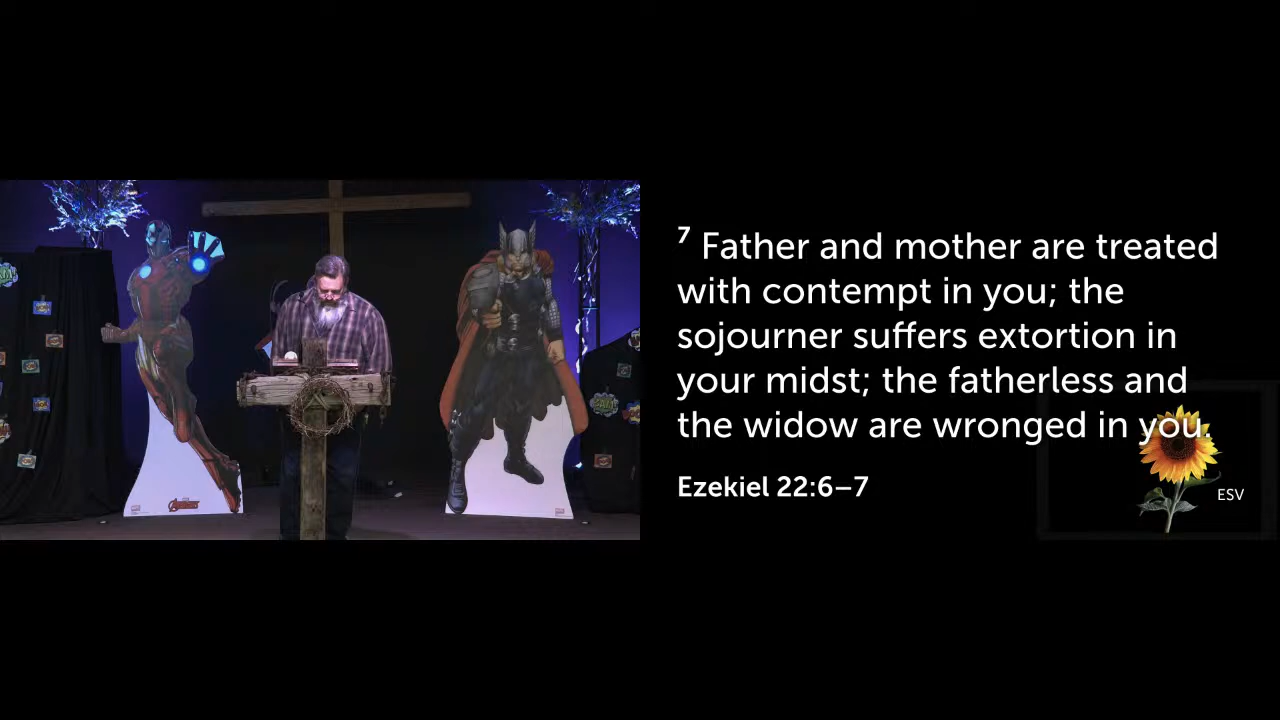 ⁷ Father and mother are treated
with contempt in you; the
sojourner suffers extortion in
your midst; the fatherless and
the widow are wronged in you.
Ezekiel 22:6–7
ESV